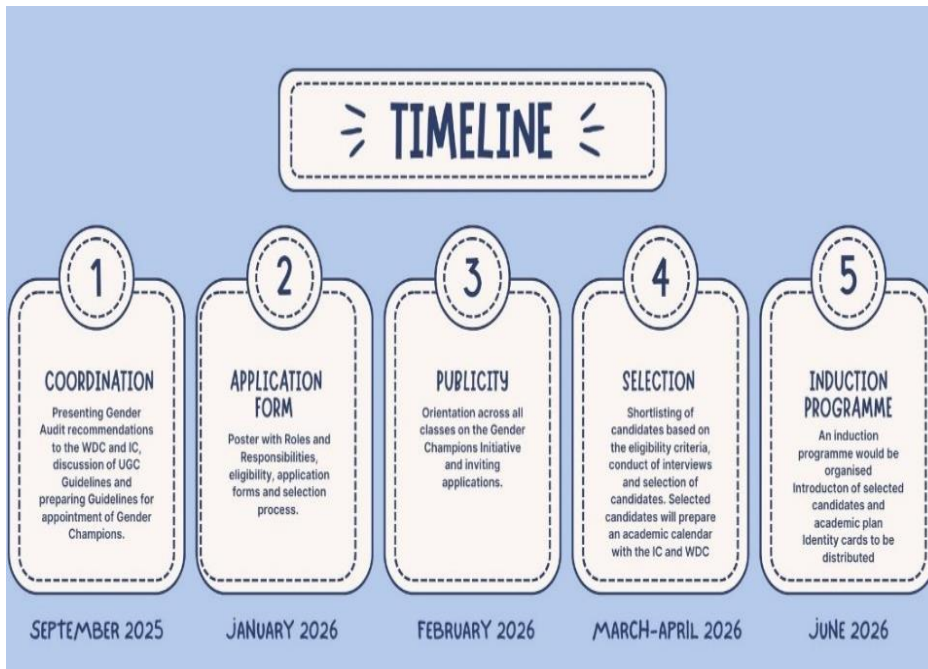 TIMELINE
1
COORDINATION
Presenting Gender
Audit recommendations
to the WDC and IC,
discussion of UGC
Guidelines and
preparing Guidelines for
appointment of Gender
Champions.
SEPTEMBER 2025
2
APPLICATION
FORM
Poster with Roles and
Responsibilities,
eligibility, application
forms and selection
process.
JANUARY 2026
3
PUBLICITY
Orientation across all
classes on the Gender
Champions Initiative
and inviting
applications.
FEBRUARY 2026
4
SELECTION
Shortlisting of
candidates based on
the eligibility criteria,
conduct of interviews
and selection of
candidates. Selected
candidates will prepare
an academic calendar
with the IC and WDC
MARCH-APRIL 2026
5
INDUCTION
PROGRAMME
An induction
programme would be
organised
Introducton of selected
candidates and
academic plan
Identity cards to be
distributed
JUNE 2026